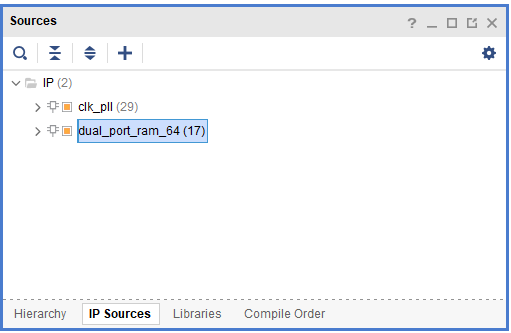 Sources
IP (2)
clk_pll (29)
dual_port_ram_64 (17)
Hierarchy IP Sources Libraries Compile Order